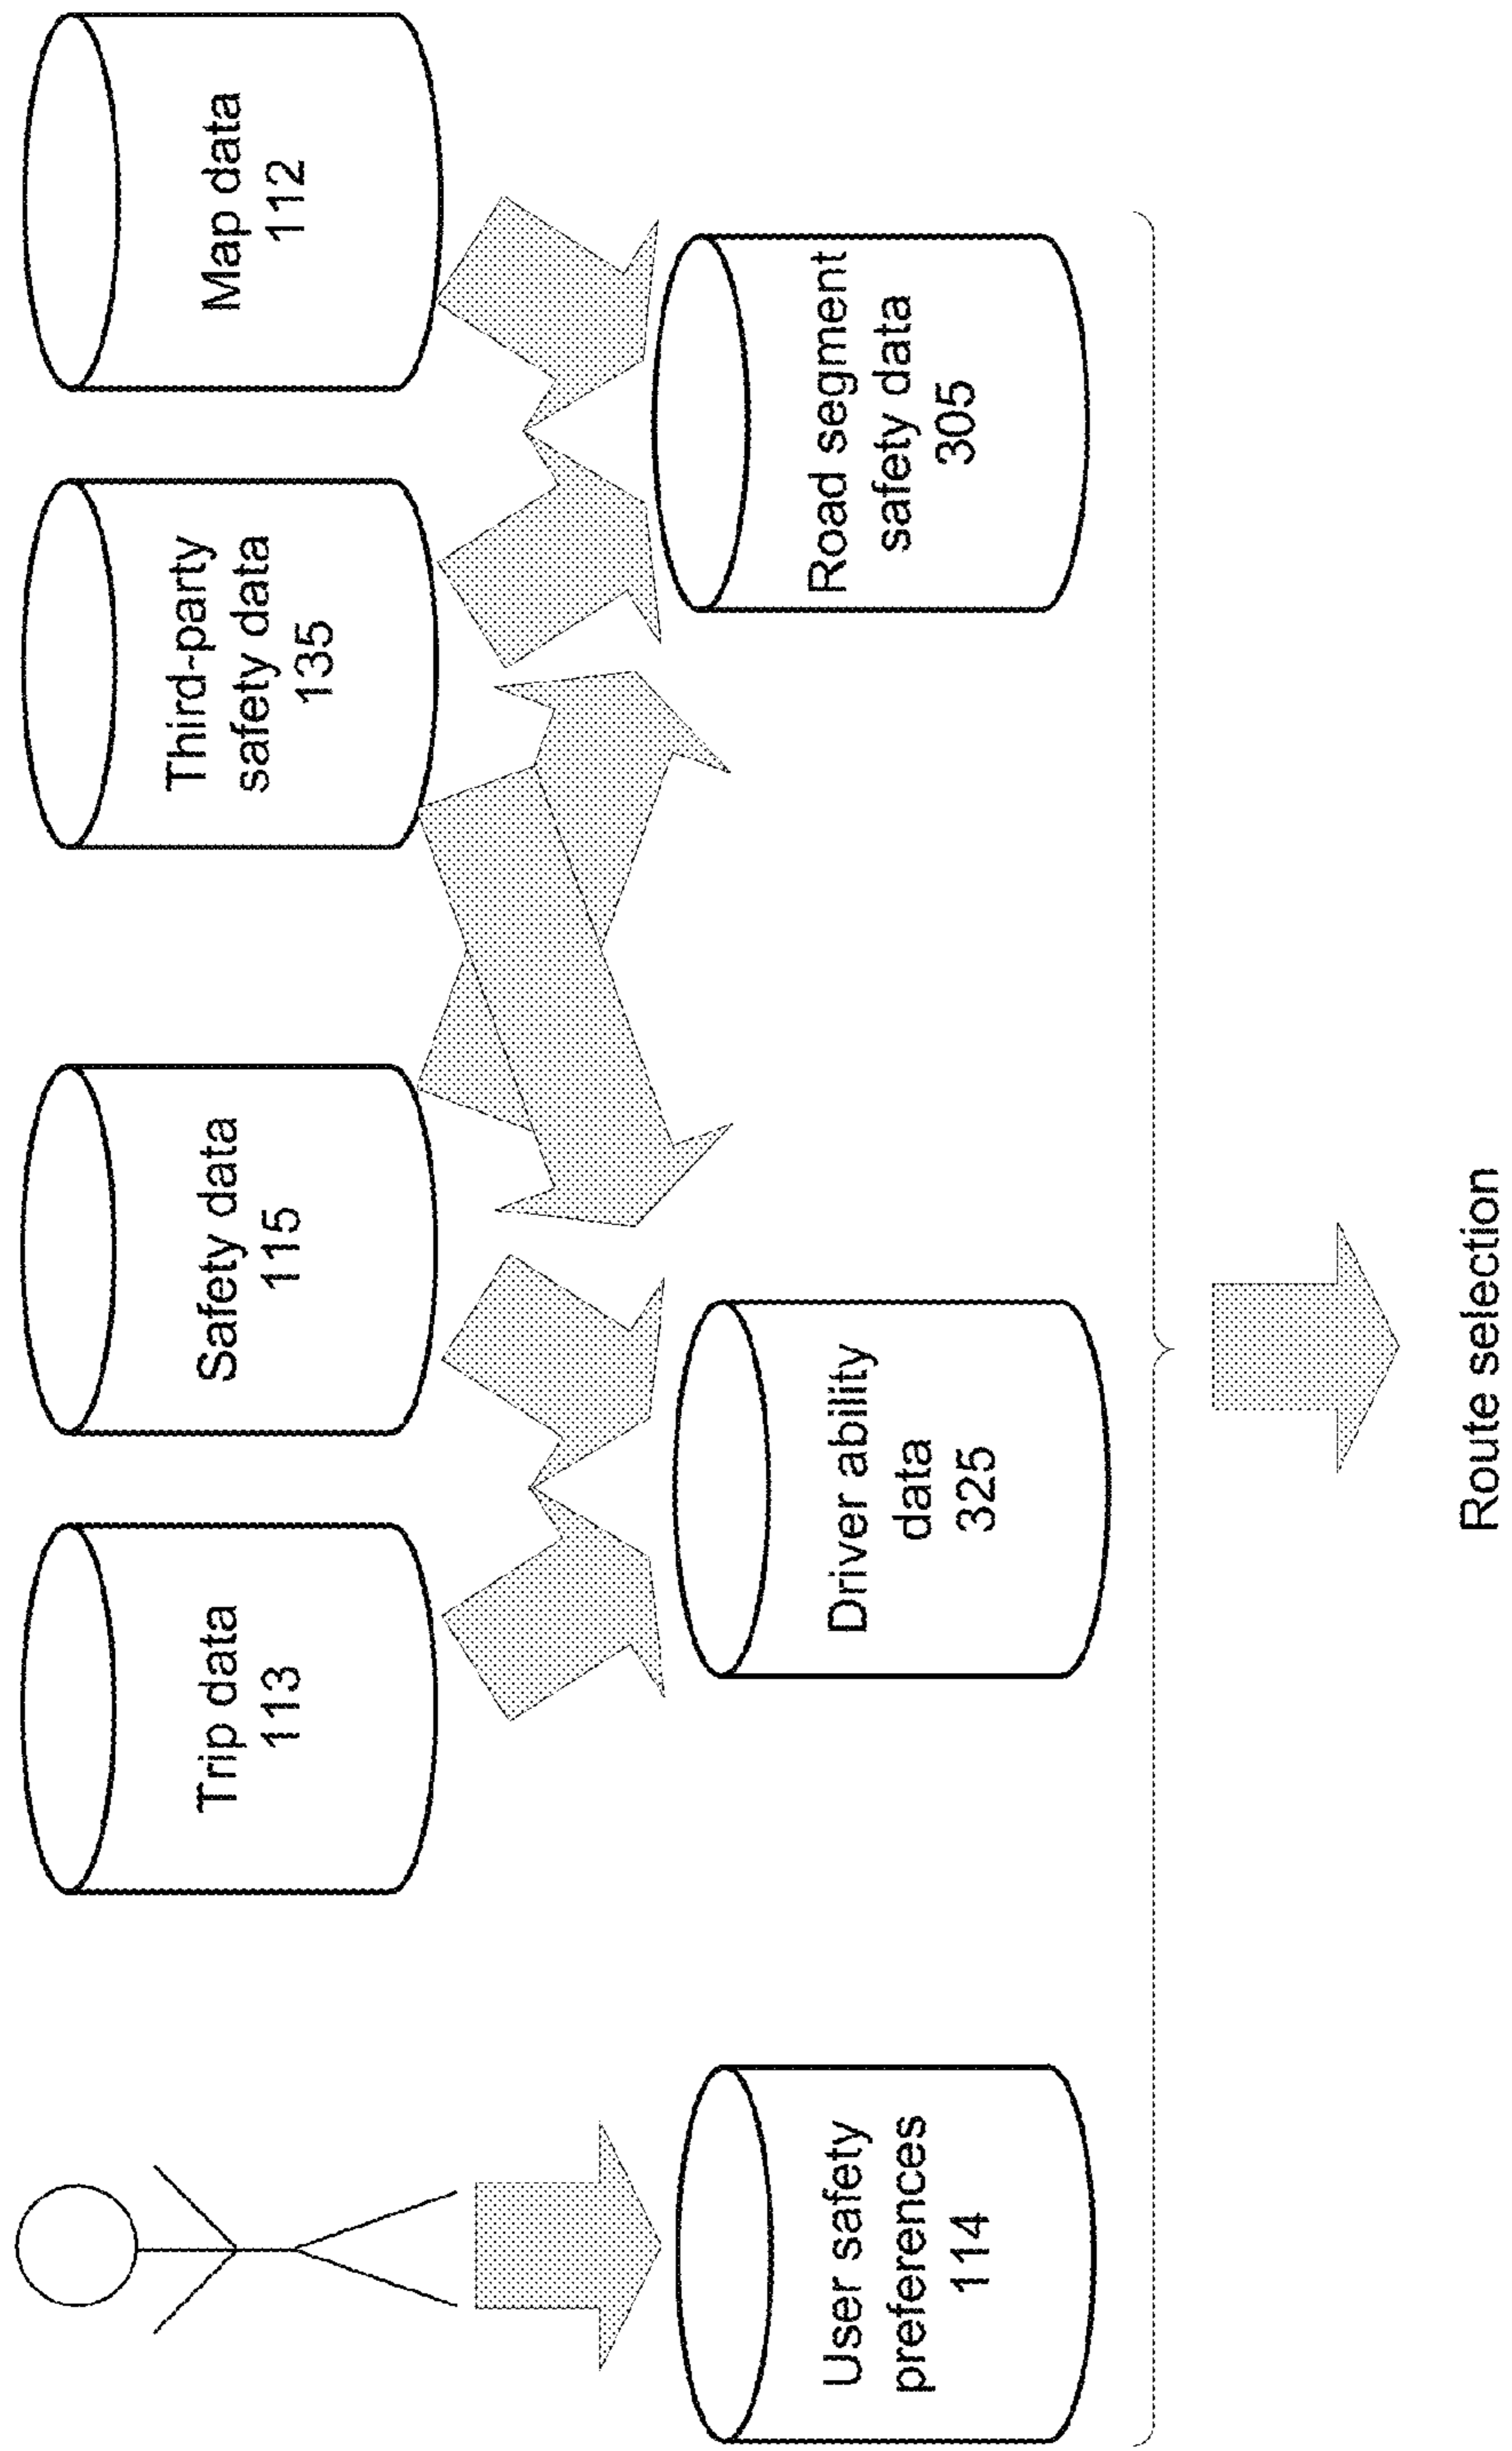 Trip data
113
Safety data
115
Third-party
safety data
135
Map data
112
User safety
preferences
114
Driver ability
data
325
Road segment
safety data
305
Route selection